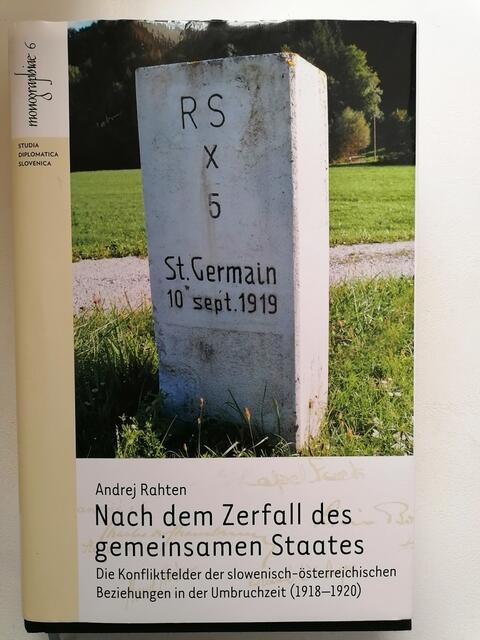 monographiae 6
STUDIA
DIPLOMATICA
SLOVENICA
RS
X
5
St. Germain
10 sept. 1919
Andrej Rahten
Nach dem Zerfall des
gemeinsamen Staates
Die Konfliktfelder der slowenisch-österreichischen
Beziehungen in der Umbruchzeit (1918–1920)